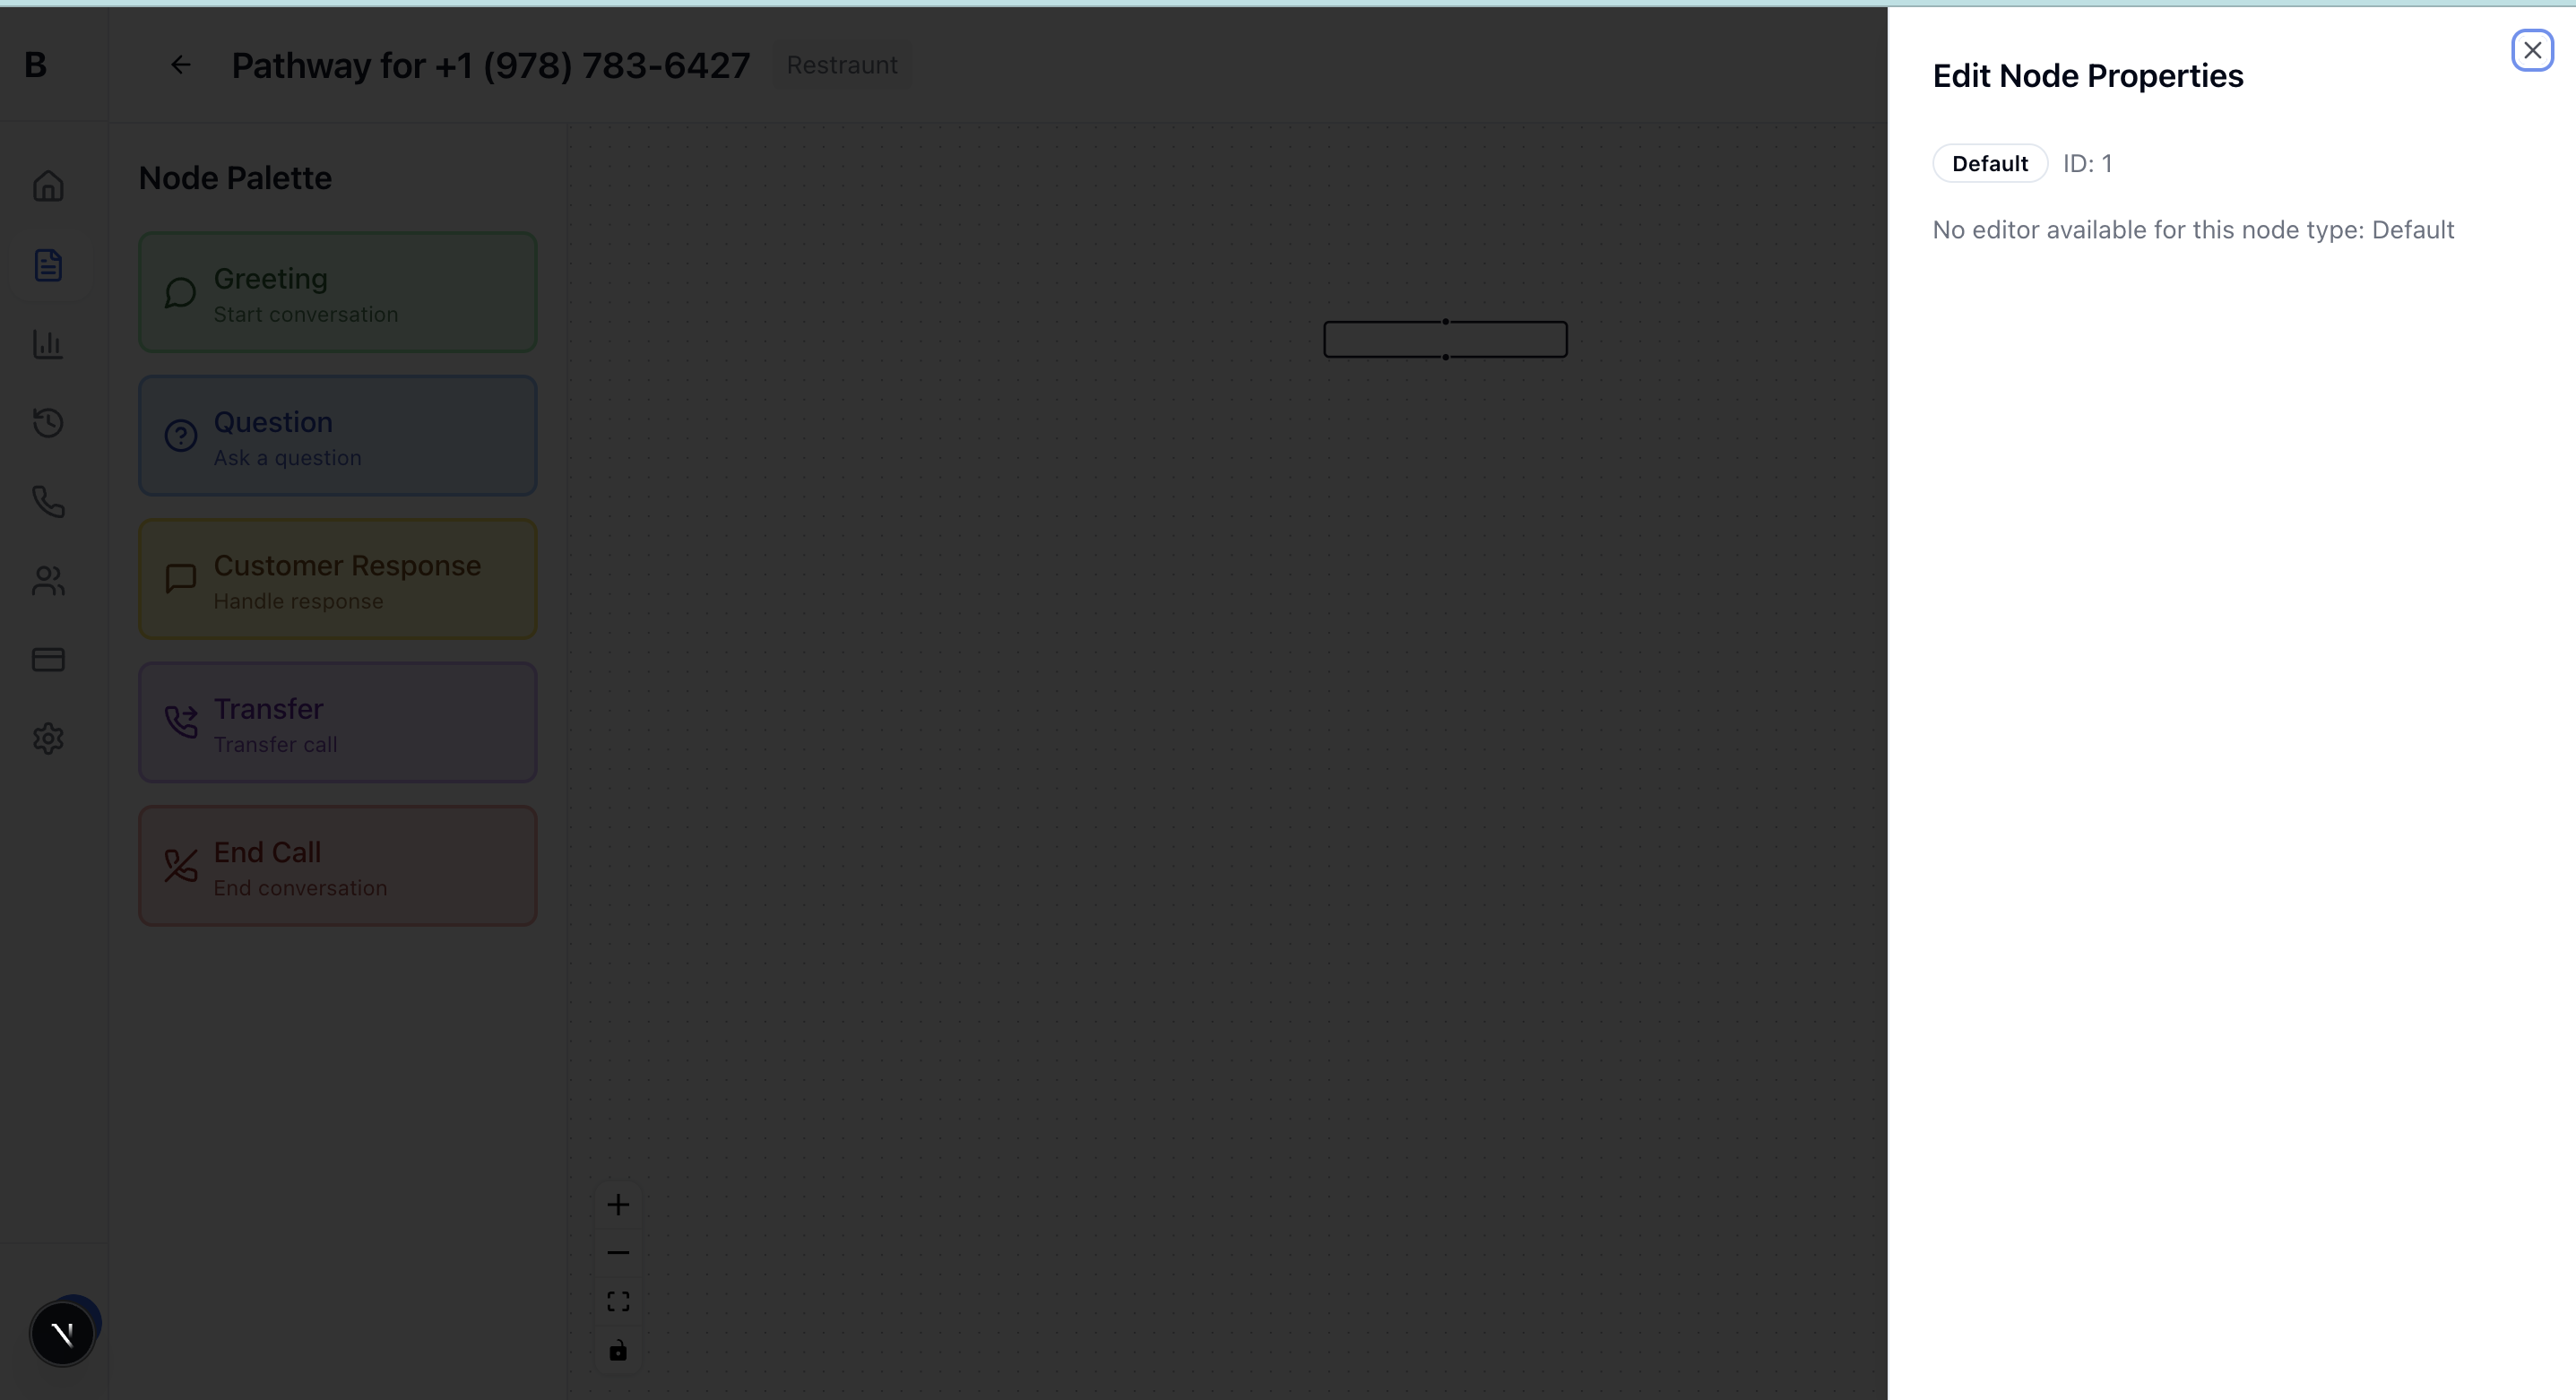 B
Pathway for +1 (978) 783-6427
Restraunt
Node Palette
Greeting
Start conversation
Question
Ask a question
Customer Response
Handle response
Transfer
Transfer call
End Call
End conversation
Edit Node Properties
Default ID: 1
No editor available for this node type: Default